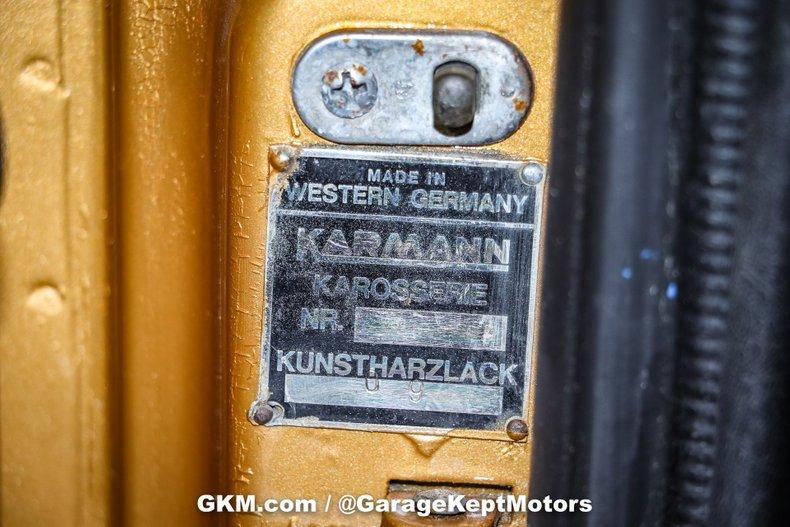 MADE IN
WESTERN GERMANY
KARMANN
KAROSSERIE
NR.
KUNSTHARZLACK
GKM.com / @GarageKeptMotors